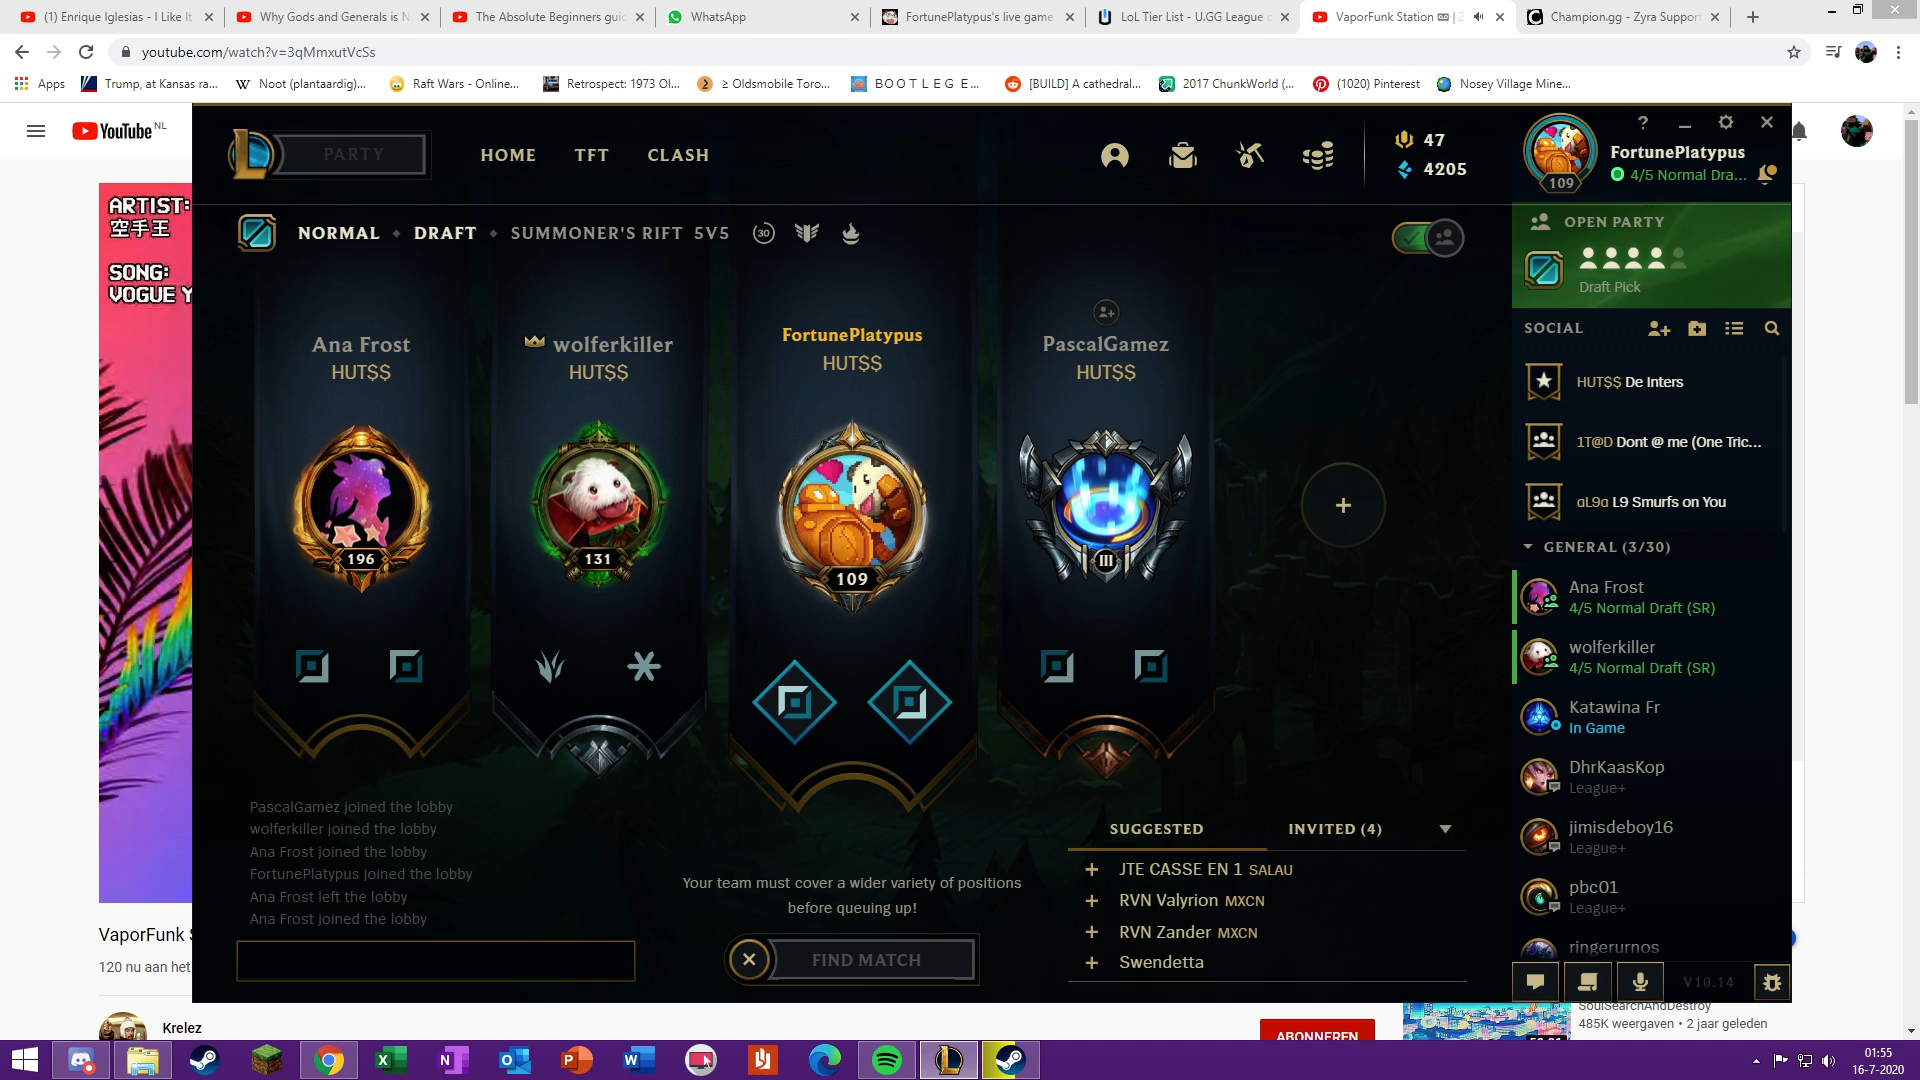 (1) Enrique Iglesias - I Like It
Why Gods and Generals is N
The Absolute Beginners guid
WhatsApp
FortunePlatypus's live game
LoL Tier List - U.GG League o
VaporFunk Station
Champion.gg - Zyra Support
youtube.com/watch?v=3qMmxutVcSs
Apps
Trump, at Kansas ra...
Noot (plantaardig)...
Raft Wars - Online...
Retrospect: 1973 Ol...
≥ Oldsmobile Toro...
B O O T L E G E...
[BUILD] A cathedral...
2017 ChunkWorld (...
(1020) Pinterest
Nosey Village Mine...
YouTube NL
PARTY
HOME
TFT
CLASH
47
4205
109
FortunePlatypus
4/5 Normal Dra...
ARTIST:
空手王
SONG:
VOGUE Y
NORMAL
DRAFT
SUMMONER'S RIFT 5V5
30
OPEN PARTY
Draft Pick
SOCIAL
Ana Frost
HUT$$
196
wolferkiller
HUT$$
131
FortunePlatypus
HUT$$
109
PascalGamez
HUT$$
III
HUT$$ De Inters
1T@D Dont @ me (One Tric...
aL9a L9 Smurfs on You
GENERAL (3/30)
Ana Frost
4/5 Normal Draft (SR)
wolferkiller
4/5 Normal Draft (SR)
Katawina Fr
In Game
DhrKaasKop
League+
jimisdeboy16
League+
pbc01
League+
ringerurnos
PascalGamez joined the lobby
wolferkiller joined the lobby
Ana Frost joined the lobby
FortunePlatypus joined the lobby
Ana Frost left the lobby
Ana Frost joined the lobby
Your team must cover a wider variety of positions
before queuing up!
FIND MATCH
SUGGESTED
INVITED (4)
JTE CASSE EN 1 SALAU
RVN Valyrion MXCN
RVN Zander MXCN
Swendetta
V10.14
VaporFunk S
120 nu aan het
Krelez
ABONNEREN
SoulSearchAndDestroy
485K weergaven • 2 jaar geleden
01:55
16-7-2020